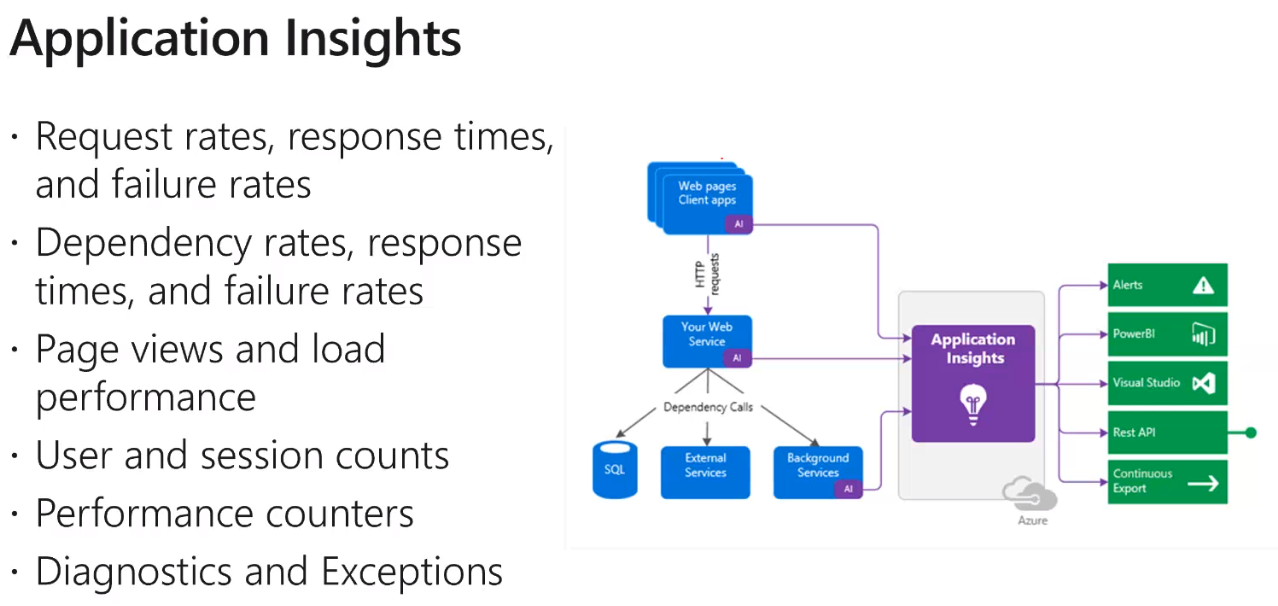 Application Insights
· Request rates, response times,
and failure rates
· Dependency rates, response
times, and failure rates
· Page views and load
performance
· User and session counts
· Performance counters
· Diagnostics and Exceptions
Web pages
Client apps
AI
HTTP
requests
Your Web
Service
AI
Dependency Calls
SQL
External
Services
Background
Services
AI
Application
Insights
Azure
Alerts
PowerBI
Visual Studio
Rest API
Continuous
Export